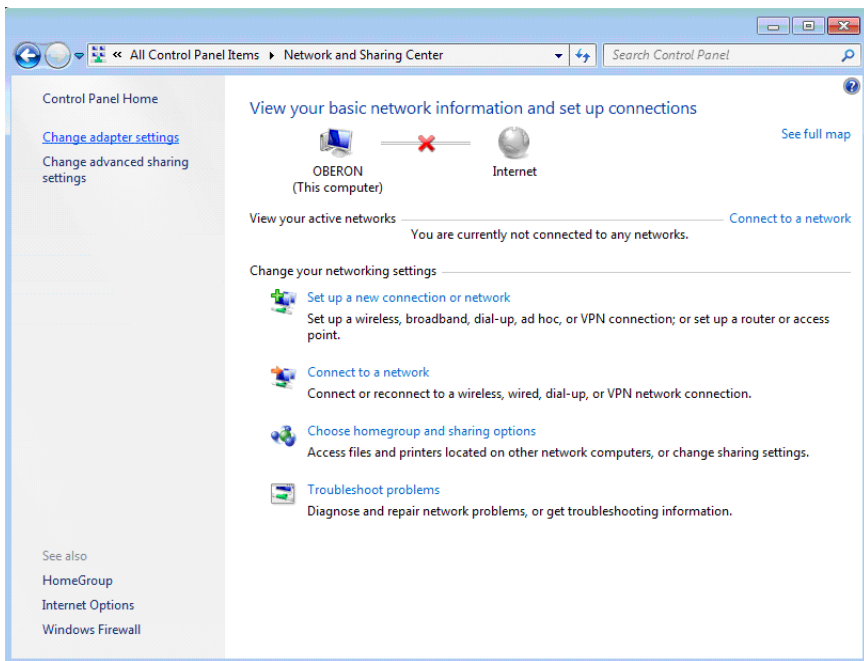 « All Control Panel Items ▸ Network and Sharing Center
Search Control Panel
Control Panel Home
Change adapter settings
Change advanced sharing
settings
See also
HomeGroup
Internet Options
Windows Firewall
View your basic network information and set up connections
See full map
OBERON
(This computer)
Internet
View your active networks
Connect to a network
You are currently not connected to any networks.
Change your networking settings
Set up a new connection or network
Set up a wireless, broadband, dial-up, ad hoc, or VPN connection; or set up a router or access
point.
Connect to a network
Connect or reconnect to a wireless, wired, dial-up, or VPN network connection.
Choose homegroup and sharing options
Access files and printers located on other network computers, or change sharing settings.
Troubleshoot problems
Diagnose and repair network problems, or get troubleshooting information.